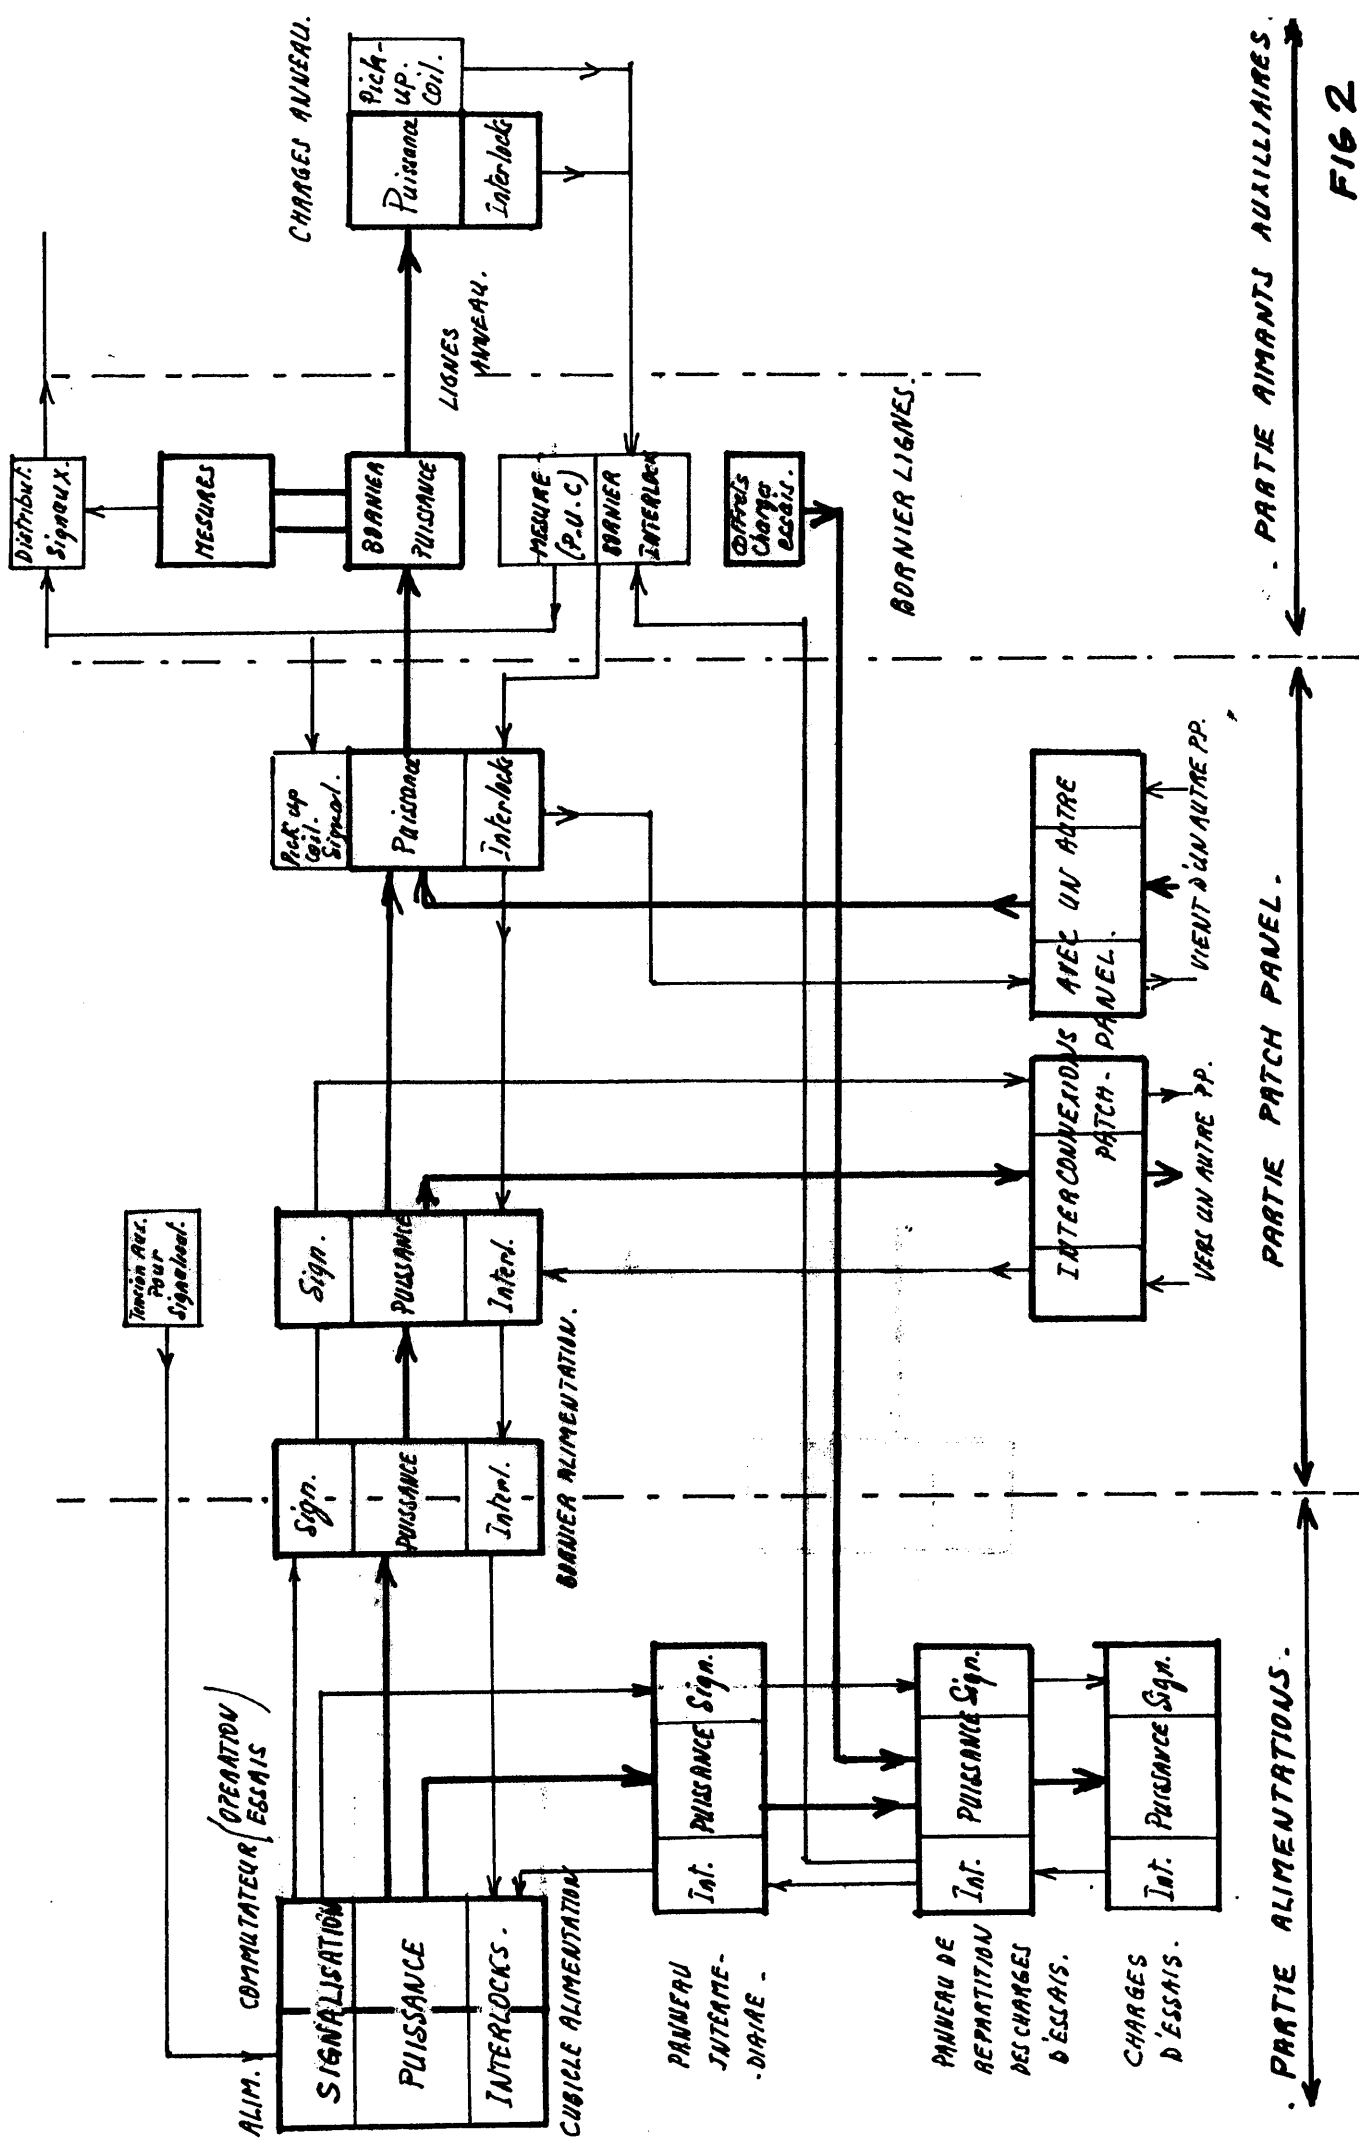 ALIM.
COMMUTATEUR
OPERATION
ESSAIS
SIGNALISATION
PUISSANCE
INTERLOCKS.
CUBICLE ALIMENTATION
Tension Aux.
Pour
Sign.
PUISSANCE
Interl.
BORNIER ALIMENTATION.
Sign.
PUISSANCE
Interl.
Pick up
Coil.
Signal.
Puissance
Interlocks
Distribut.
Signaux.
MESURES
BORNIER
PUISSANCE
MESURE
(P.U.C)
BORNIER
INTERLOCK
Coffrets
Charges
essais.
BORNIER LIGNES.
LIGNES
ANNEAU.
CHARGES ANNEAU.
Pick-
up.
Coil.
Puissance
Interlocks
PANNEAU
INTERME-
.DIAIRE -
Int.
PUISSANCE
Sign.
PANNEAU DE
REPARTITION
DES CHARGES
D'ESSAIS.
Int.
PUISSANCE
Sign.
CHARGES
D'ESSAIS.
Int.
PUISSANCE
Sign.
INTERCONNEXIONS AVEC UN AUTRE
PATCH-PANEL.
VERS UN AUTRE PP.
VIENT D'UN AUTRE PP.
. PARTIE ALIMENTATIONS.
PARTIE PATCH PANEL.
. PARTIE AIMANTS AUXILLIAIRES.
FIG 2